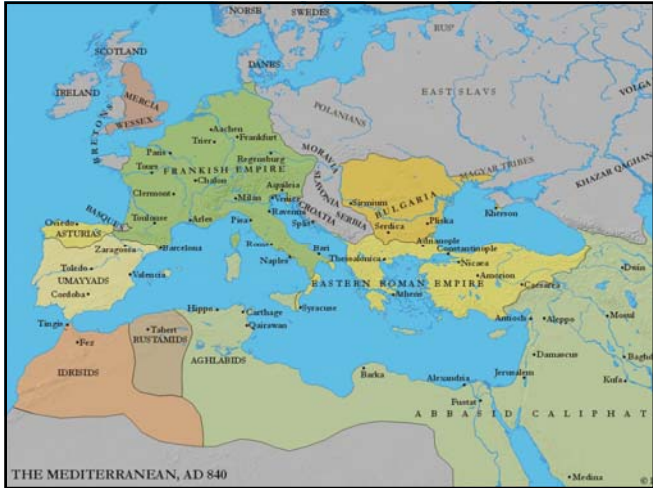 NORSE
SWEDES
SCOTLAND
RUS'
DANES
IRELAND
MERCIA
BRETONS
WESSEX
EAST SLAVS
VOLGA
POLANIANS
Aachen
Frankfurt
Trier
MORAVIA
Paris
Regensburg
Tours
FRANKISH EMPIRE
MAGYAR TRIBES
KHAZAR QAGHAN
Chalon
SLAVONIA
Aquileia
Clermont
Milan
Venice
CROATIA
SERBIA
Sirmium
BULGARIA
Ravenna
Kherson
BASQUES
Toulouse
Arles
Pisa
Split
Pliska
Oviedo
ASTURIAS
Serdica
Zaragoza
Barcelona
Roma
Bari
Adrianople
Constantinople
Naples
Thessalonica
Nicaea
Dvin
Toledo
UMAYYADS
Valencia
Amorion
EASTERN ROMAN EMPIRE
Caesarea
Cordoba
Athens
Hippo
Carthage
Syracuse
Tingis
Tahert
Qairawan
Antioch
Aleppo
Mosul
Fez
RUSTAMIDS
AGHLABIDS
Damascus
Baghd
IDRISIDS
Barka
Alexandria
Jerusalem
Kufa
Fustat
ABBASID CALIPHAT
THE MEDITERRANEAN, AD 840
Medina